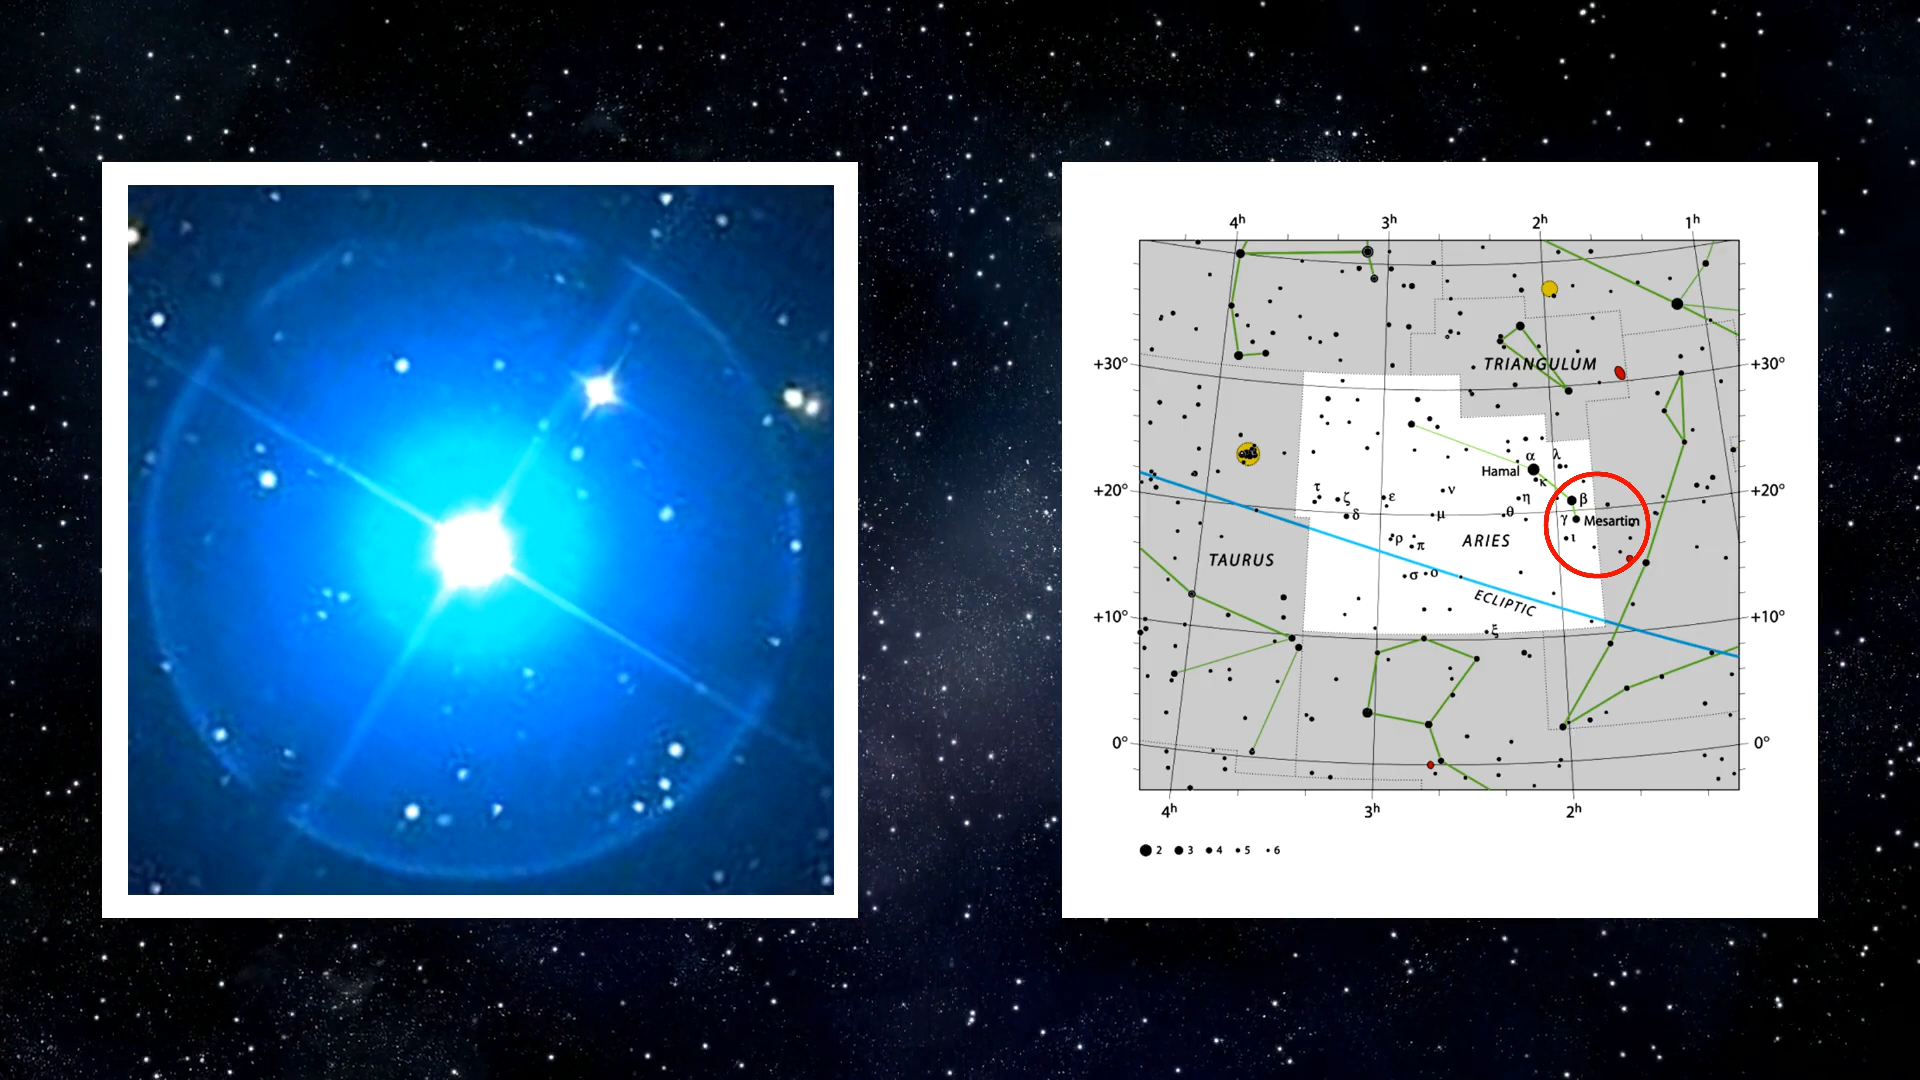 4h 3h 2h 1h
TRIANGULUM
+30° +30°
α λ
Hamal
κ
+20° τ ζ ε ν η β +20°
δ μ θ γ Mesartim
ρ π ARIES ι
TAURUS
σ ο
ECLIPTIC
+10° ξ +10°
0° 0°
4h 3h 2h
2 3 4 5 6